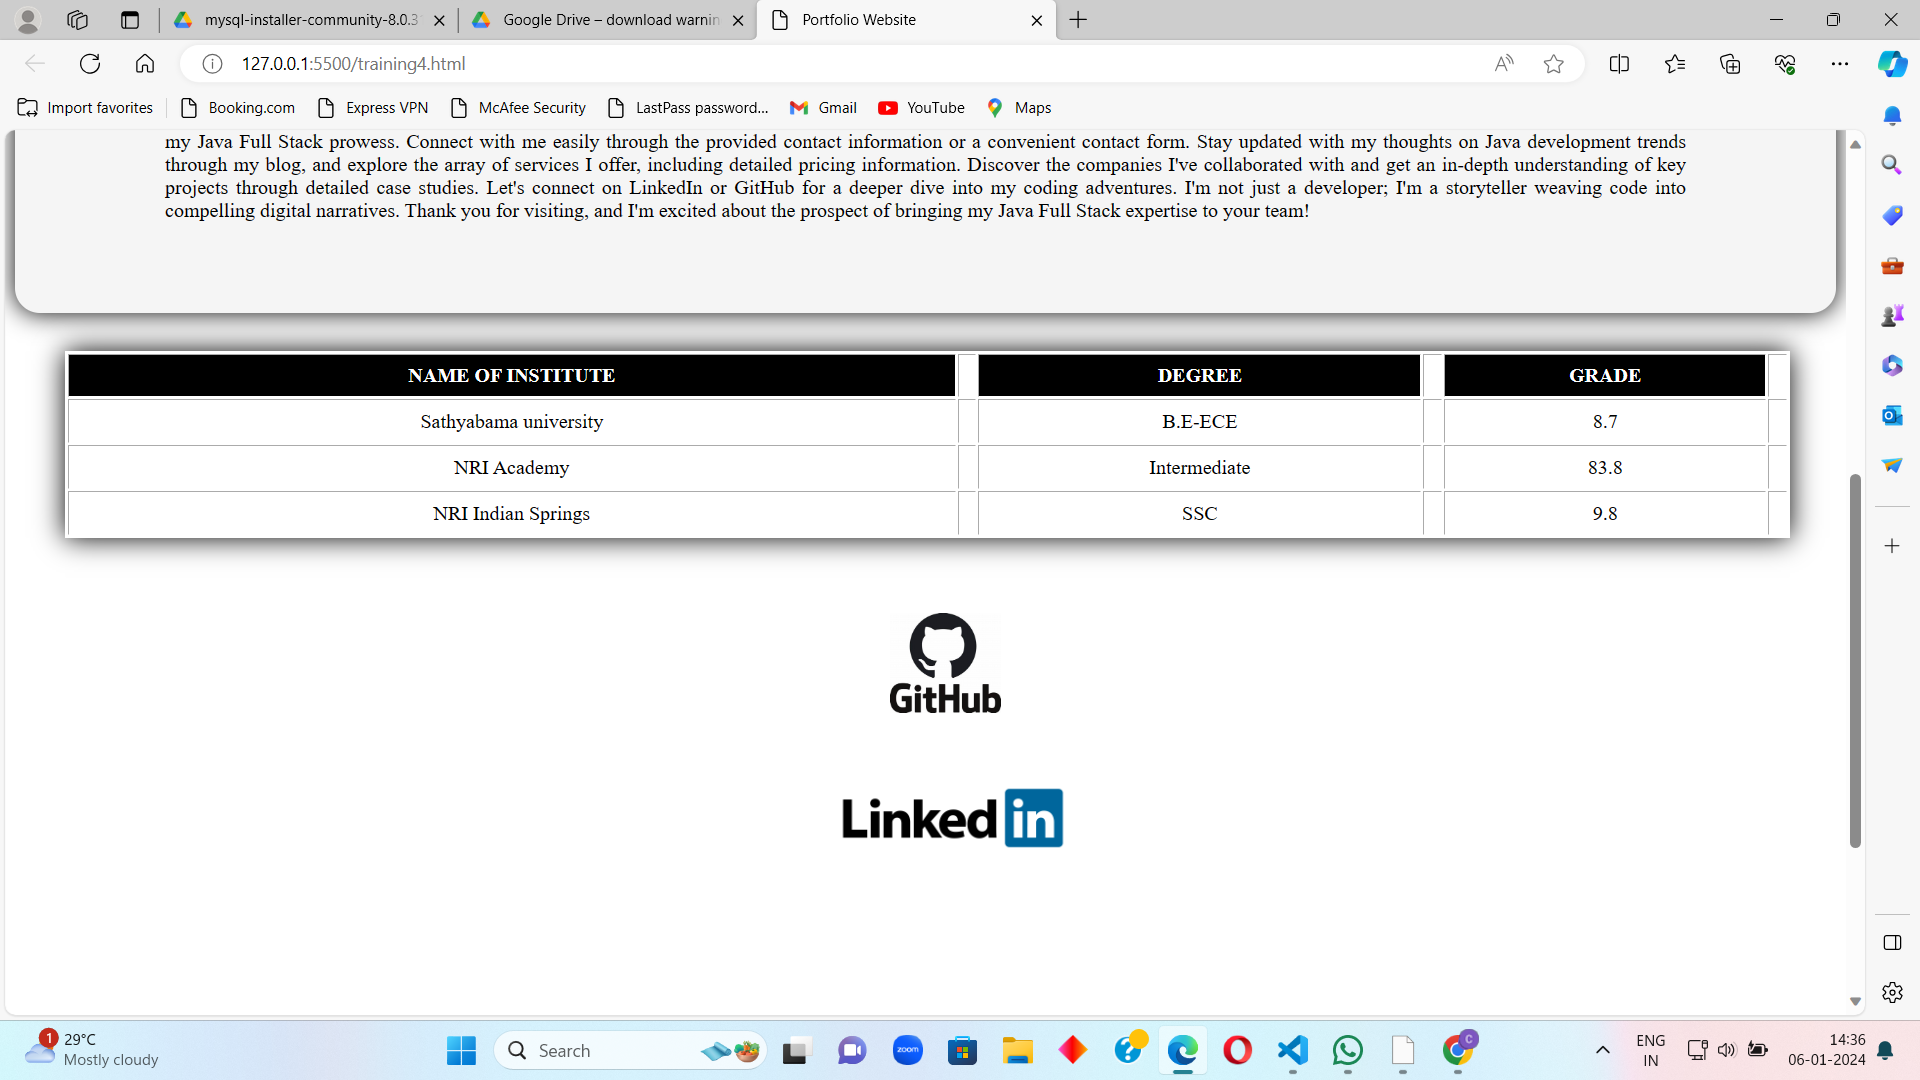 mysql-installer-community-8.0.3
Google Drive – download warnin
Portfolio Website
127.0.0.1:5500/training4.html
Import favorites
Booking.com
Express VPN
McAfee Security
LastPass password...
Gmail
YouTube
Maps
my Java Full Stack prowess. Connect with me easily through the provided contact information or a convenient contact form. Stay updated with my thoughts on Java development trends
through my blog, and explore the array of services I offer, including detailed pricing information. Discover the companies I've collaborated with and get an in-depth understanding of key
projects through detailed case studies. Let's connect on LinkedIn or GitHub for a deeper dive into my coding adventures. I'm not just a developer; I'm a storyteller weaving code into
compelling digital narratives. Thank you for visiting, and I'm excited about the prospect of bringing my Java Full Stack expertise to your team!
NAME OF INSTITUTE DEGREE GRADE
Sathyabama university B.E-ECE 8.7
NRI Academy Intermediate 83.8
NRI Indian Springs SSC 9.8
GitHub
Linked in
1
29°C
Mostly cloudy
Search
zoom
C
ENG
IN
14:36
06-01-2024